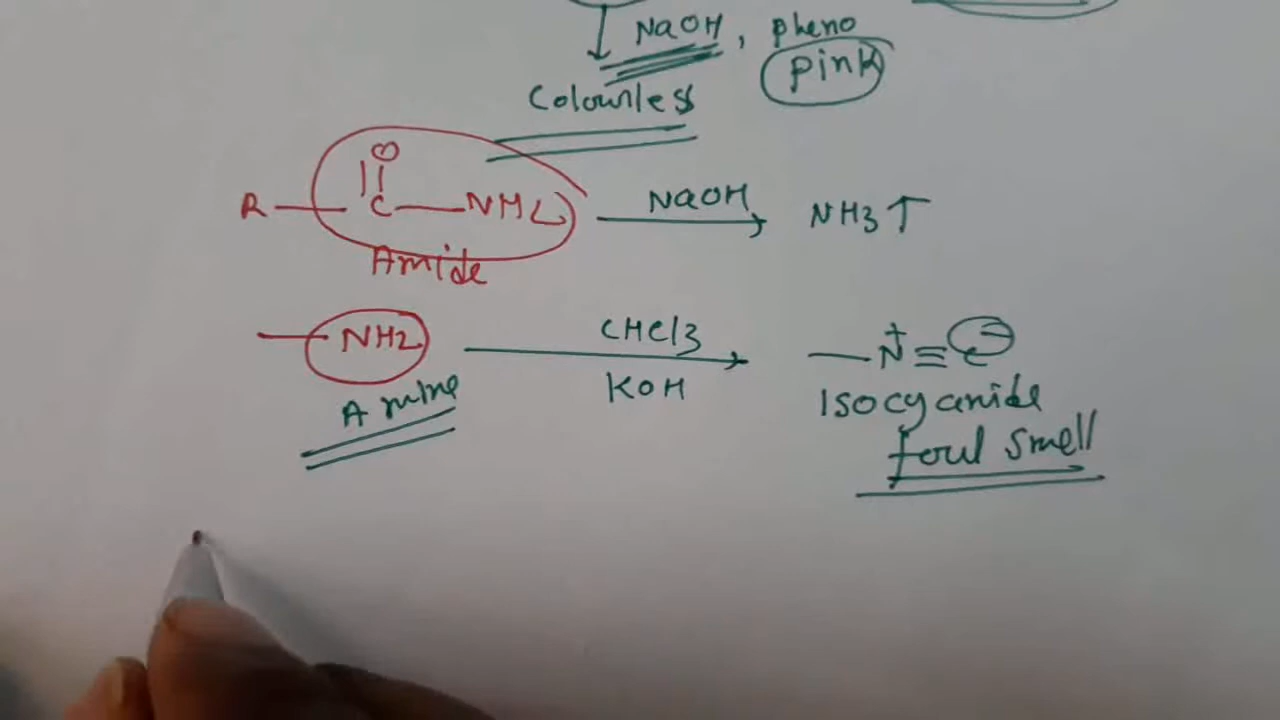 NaOH, pheno
pink
Colourless
O
R — C — NH2 NaOH → NH3↑
Amide
— NH2 CHCl3 → — N+≡C−
KOH
Amine
Isocyanide
foul smell